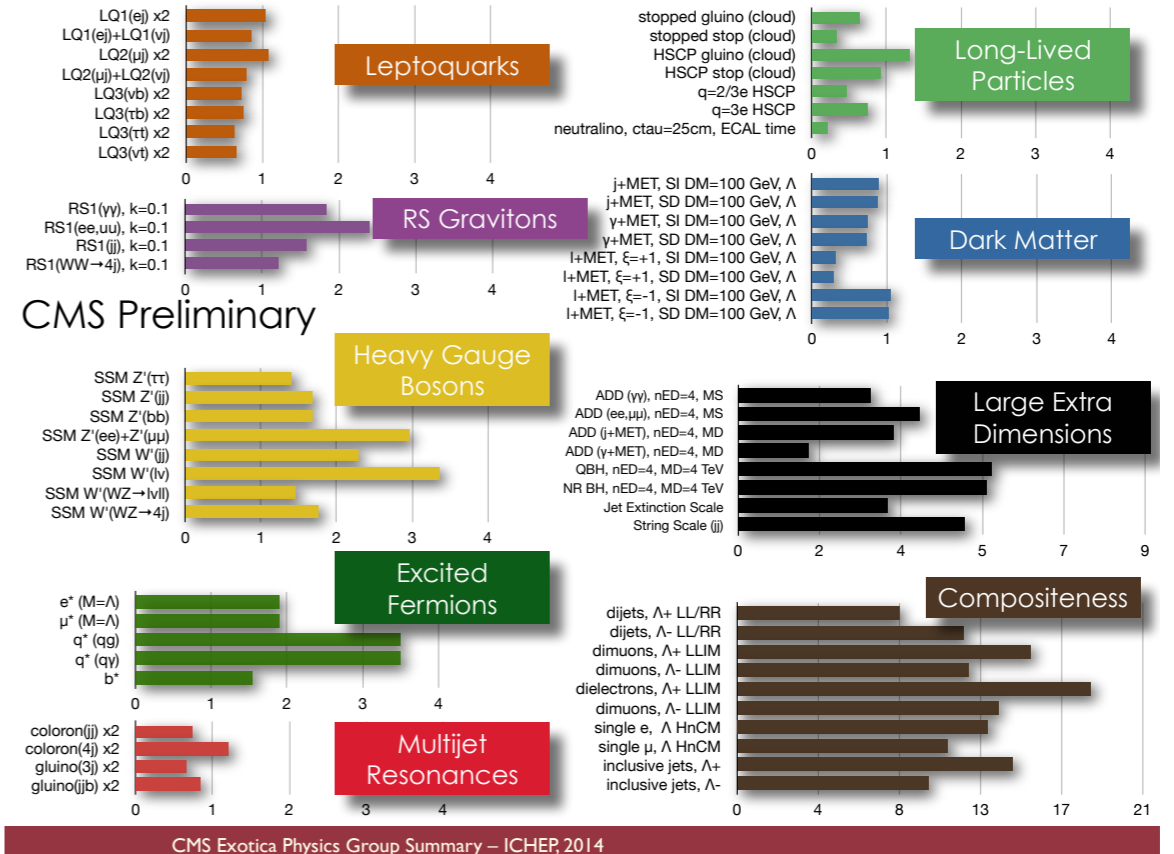 LQ1(ej) x2
LQ1(ej)+LQ1(νj)
LQ2(μj) x2
LQ2(μj)+LQ2(νj)
LQ3(νb) x2
LQ3(τb) x2
LQ3(τt) x2
LQ3(vt) x2
0 1 2 3 4
Leptoquarks
RS1(γγ), k=0.1
RS1(ee,uu), k=0.1
RS1(jj), k=0.1
RS1(WW→4j), k=0.1
0 1 2 3 4
RS Gravitons
CMS Preliminary
SSM Z'(ττ)
SSM Z'(jj)
SSM Z'(bb)
SSM Z'(ee)+Z'(μμ)
SSM W'(jj)
SSM W'(lv)
SSM W'(WZ→lvll)
SSM W'(WZ→4j)
0 1 2 3 4
Heavy Gauge
Bosons
e* (M=Λ)
μ* (M=Λ)
q* (qg)
q* (qγ)
b*
0 1 2 3 4
Excited
Fermions
coloron(jj) x2
coloron(4j) x2
gluino(3j) x2
gluino(jjb) x2
0 1 2 3 4
Multijet
Resonances
stopped gluino (cloud)
stopped stop (cloud)
HSCP gluino (cloud)
HSCP stop (cloud)
q=2/3e HSCP
q=3e HSCP
neutralino, ctau=25cm, ECAL time
0 1 2 3 4
Long-Lived
Particles
j+MET, SI DM=100 GeV, Λ
j+MET, SD DM=100 GeV, Λ
γ+MET, SI DM=100 GeV, Λ
γ+MET, SD DM=100 GeV, Λ
l+MET, ξ=+1, SI DM=100 GeV, Λ
l+MET, ξ=+1, SD DM=100 GeV, Λ
l+MET, ξ=-1, SI DM=100 GeV, Λ
l+MET, ξ=-1, SD DM=100 GeV, Λ
0 1 2 3 4
Dark Matter
ADD (γγ), nED=4, MS
ADD (ee,μμ), nED=4, MS
ADD (j+MET), nED=4, MD
ADD (γ+MET), nED=4, MD
QBH, nED=4, MD=4 TeV
NR BH, nED=4, MD=4 TeV
Jet Extinction Scale
String Scale (jj)
0 2 4 5 7 9
Large Extra
Dimensions
dijets, Λ+ LL/RR
dijets, Λ- LL/RR
dimuons, Λ+ LLIM
dimuons, Λ- LLIM
dielectrons, Λ+ LLIM
dimuons, Λ- LLIM
single e, Λ HnCM
single μ, Λ HnCM
inclusive jets, Λ+
inclusive jets, Λ-
0 4 8 13 17 21
Compositeness
CMS Exotica Physics Group Summary – ICHEP, 2014